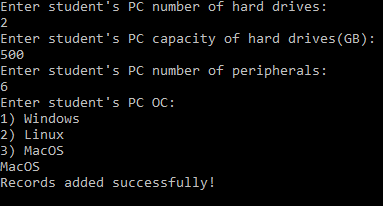 Enter student's PC number of hard drives:
2
Enter student's PC capacity of hard drives(GB):
500
Enter student's PC number of peripherals:
6
Enter student's PC OC:
1) Windows
2) Linux
3) MacOS
MacOS
Records added successfully!